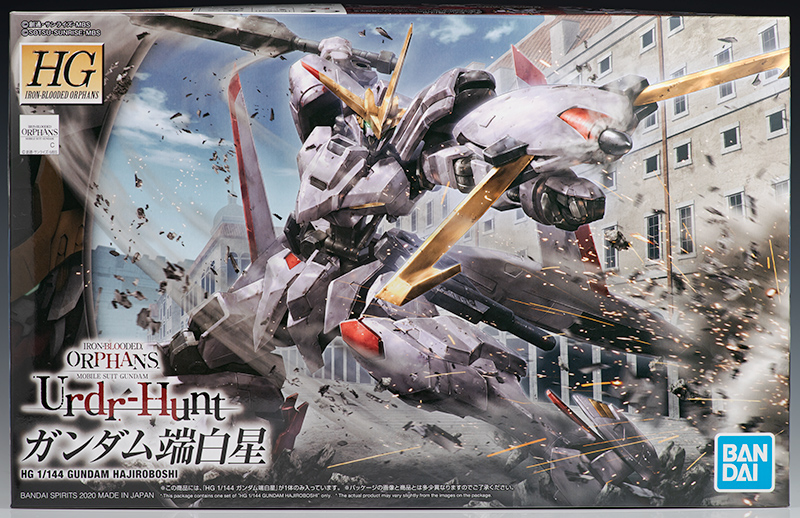 ©創通・サンライズ・MBS
©SOTSU・SUNRISE・MBS
HG
IRON-BLOODED ORPHANS
ORPHANS
C
IRON-BLOODED
ORPHANS
MOBILE SUIT GUNDAM
Urdr-Hunt
ガンダム端白星
HG 1/144 GUNDAM HAJIROBOSHI
BANDAI SPIRITS 2020 MADE IN JAPAN
※この商品には、「HG 1/144 ガンダム端白星」が1体のみ入っています。※パッケージの画像と商品とは多少異なりますのでご了承ください。
*This package contains one set of "HG 1/144 GUNDAM HAJIROBOSHI" only. *The actual product may vary slightly from the images on the package.
BAN
DAI